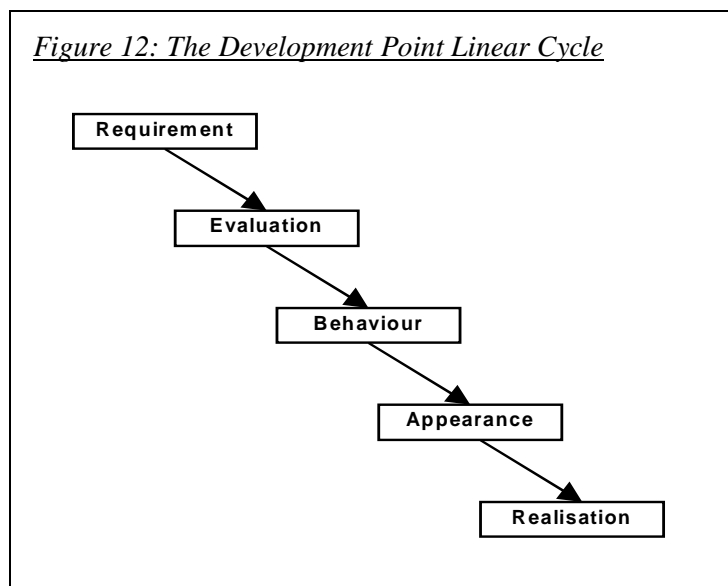 Figure 12: The Development Point Linear Cycle
Requirement
Evaluation
Behaviour
Appearance
Realisation